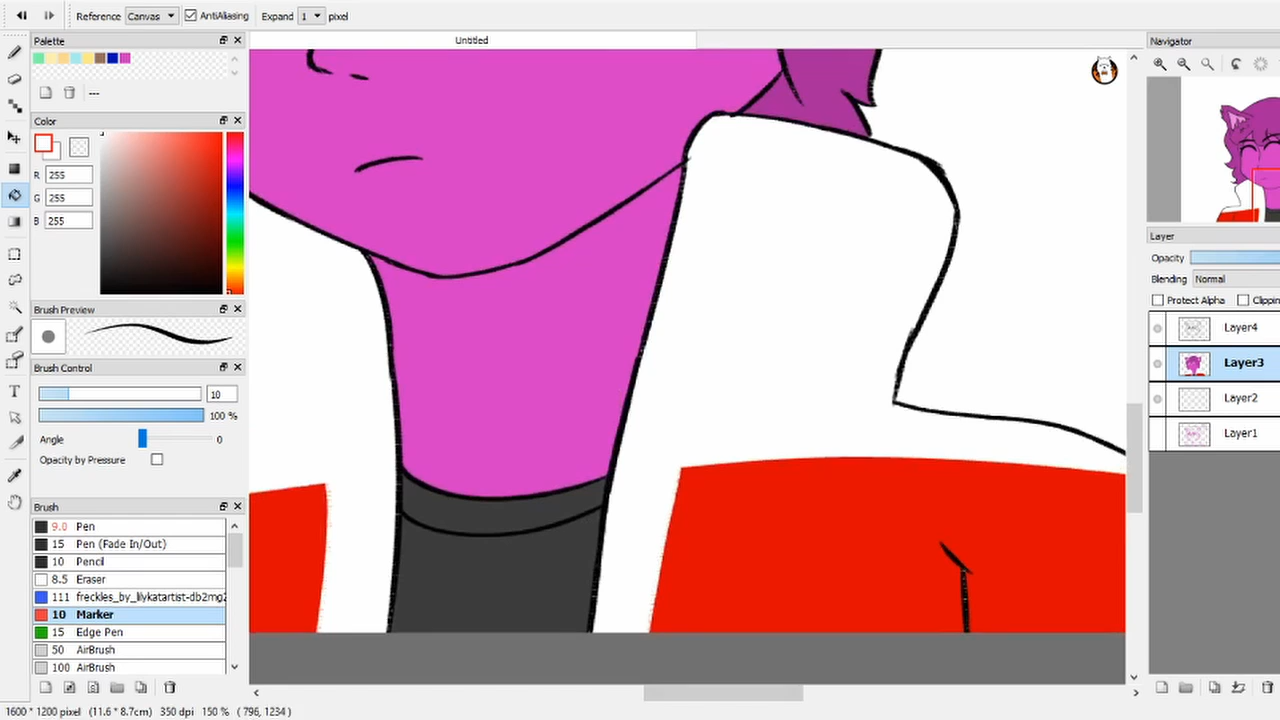 Reference Canvas AntiAliasing Expand 1 pixel
Palette
Untitled
Navigator
---
Color
R 255
G 255
B 255
Brush Preview
Brush Control
10
100 %
Angle 0
Opacity by Pressure
Brush
9.0 Pen
15 Pen (Fade In/Out)
10 Pencil
8.5 Eraser
111 freckles_by_lilykatartist-db2mg2
10 Marker
15 Edge Pen
50 AirBrush
100 AirBrush
Layer
Opacity
Blending Normal
Protect Alpha Clippin
Layer4
Layer3
Layer2
Layer1
T
1600 * 1200 pixel (11.6 * 8.7cm) 350 dpi 150 % ( 796, 1234 )